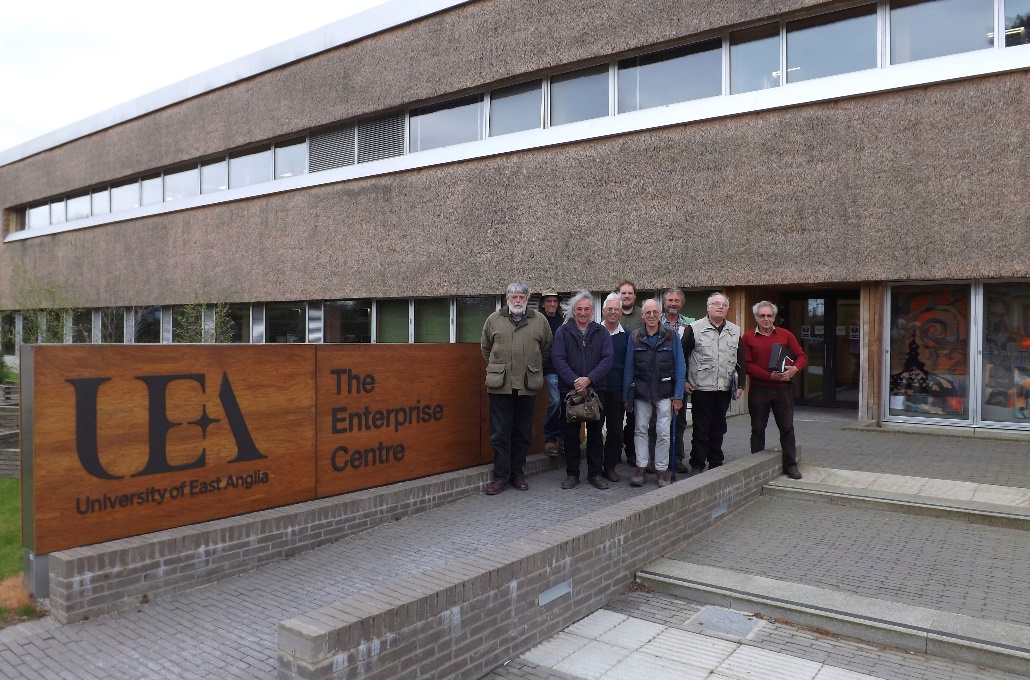 UEA
University of East Anglia
The
Enterprise
Centre